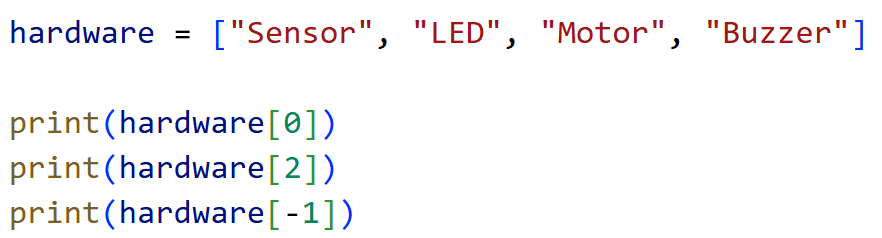 hardware = ["Sensor", "LED", "Motor", "Buzzer"]
print(hardware[0])
print(hardware[2])
print(hardware[-1])